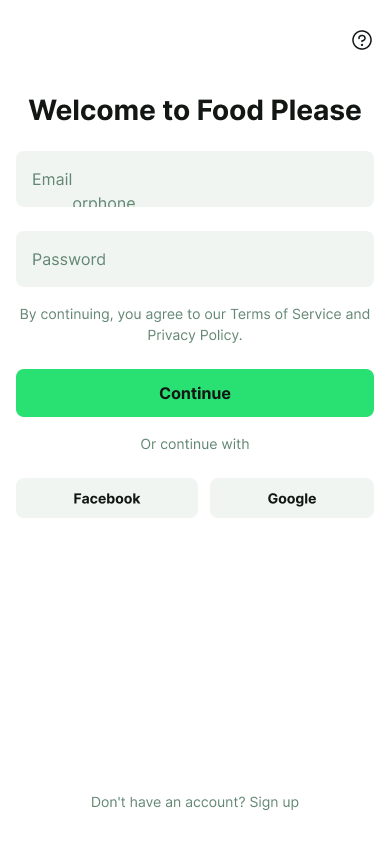 Welcome to Food Please
Email
orphone
Password
By continuing, you agree to our Terms of Service and
Privacy Policy.
Continue
Or continue with
Facebook
Google
Don't have an account? Sign up